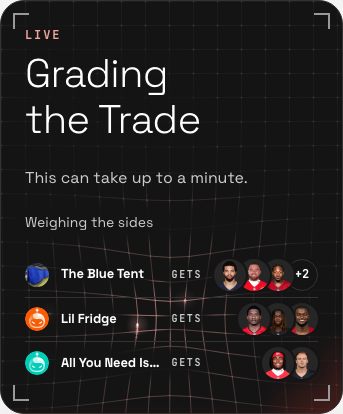 LIVE
Grading
the Trade
This can take up to a minute.
Weighing the sides
The Blue Tent GETS +2
Lil Fridge GETS
All You Need Is... GETS